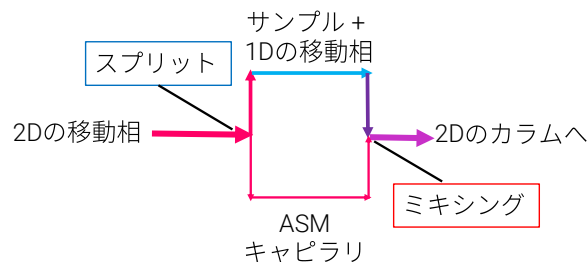 サンプル +
1Dの移動相
スプリット
2Dの移動相
2Dのカラムへ
ミキシング
ASM
キャピラリ